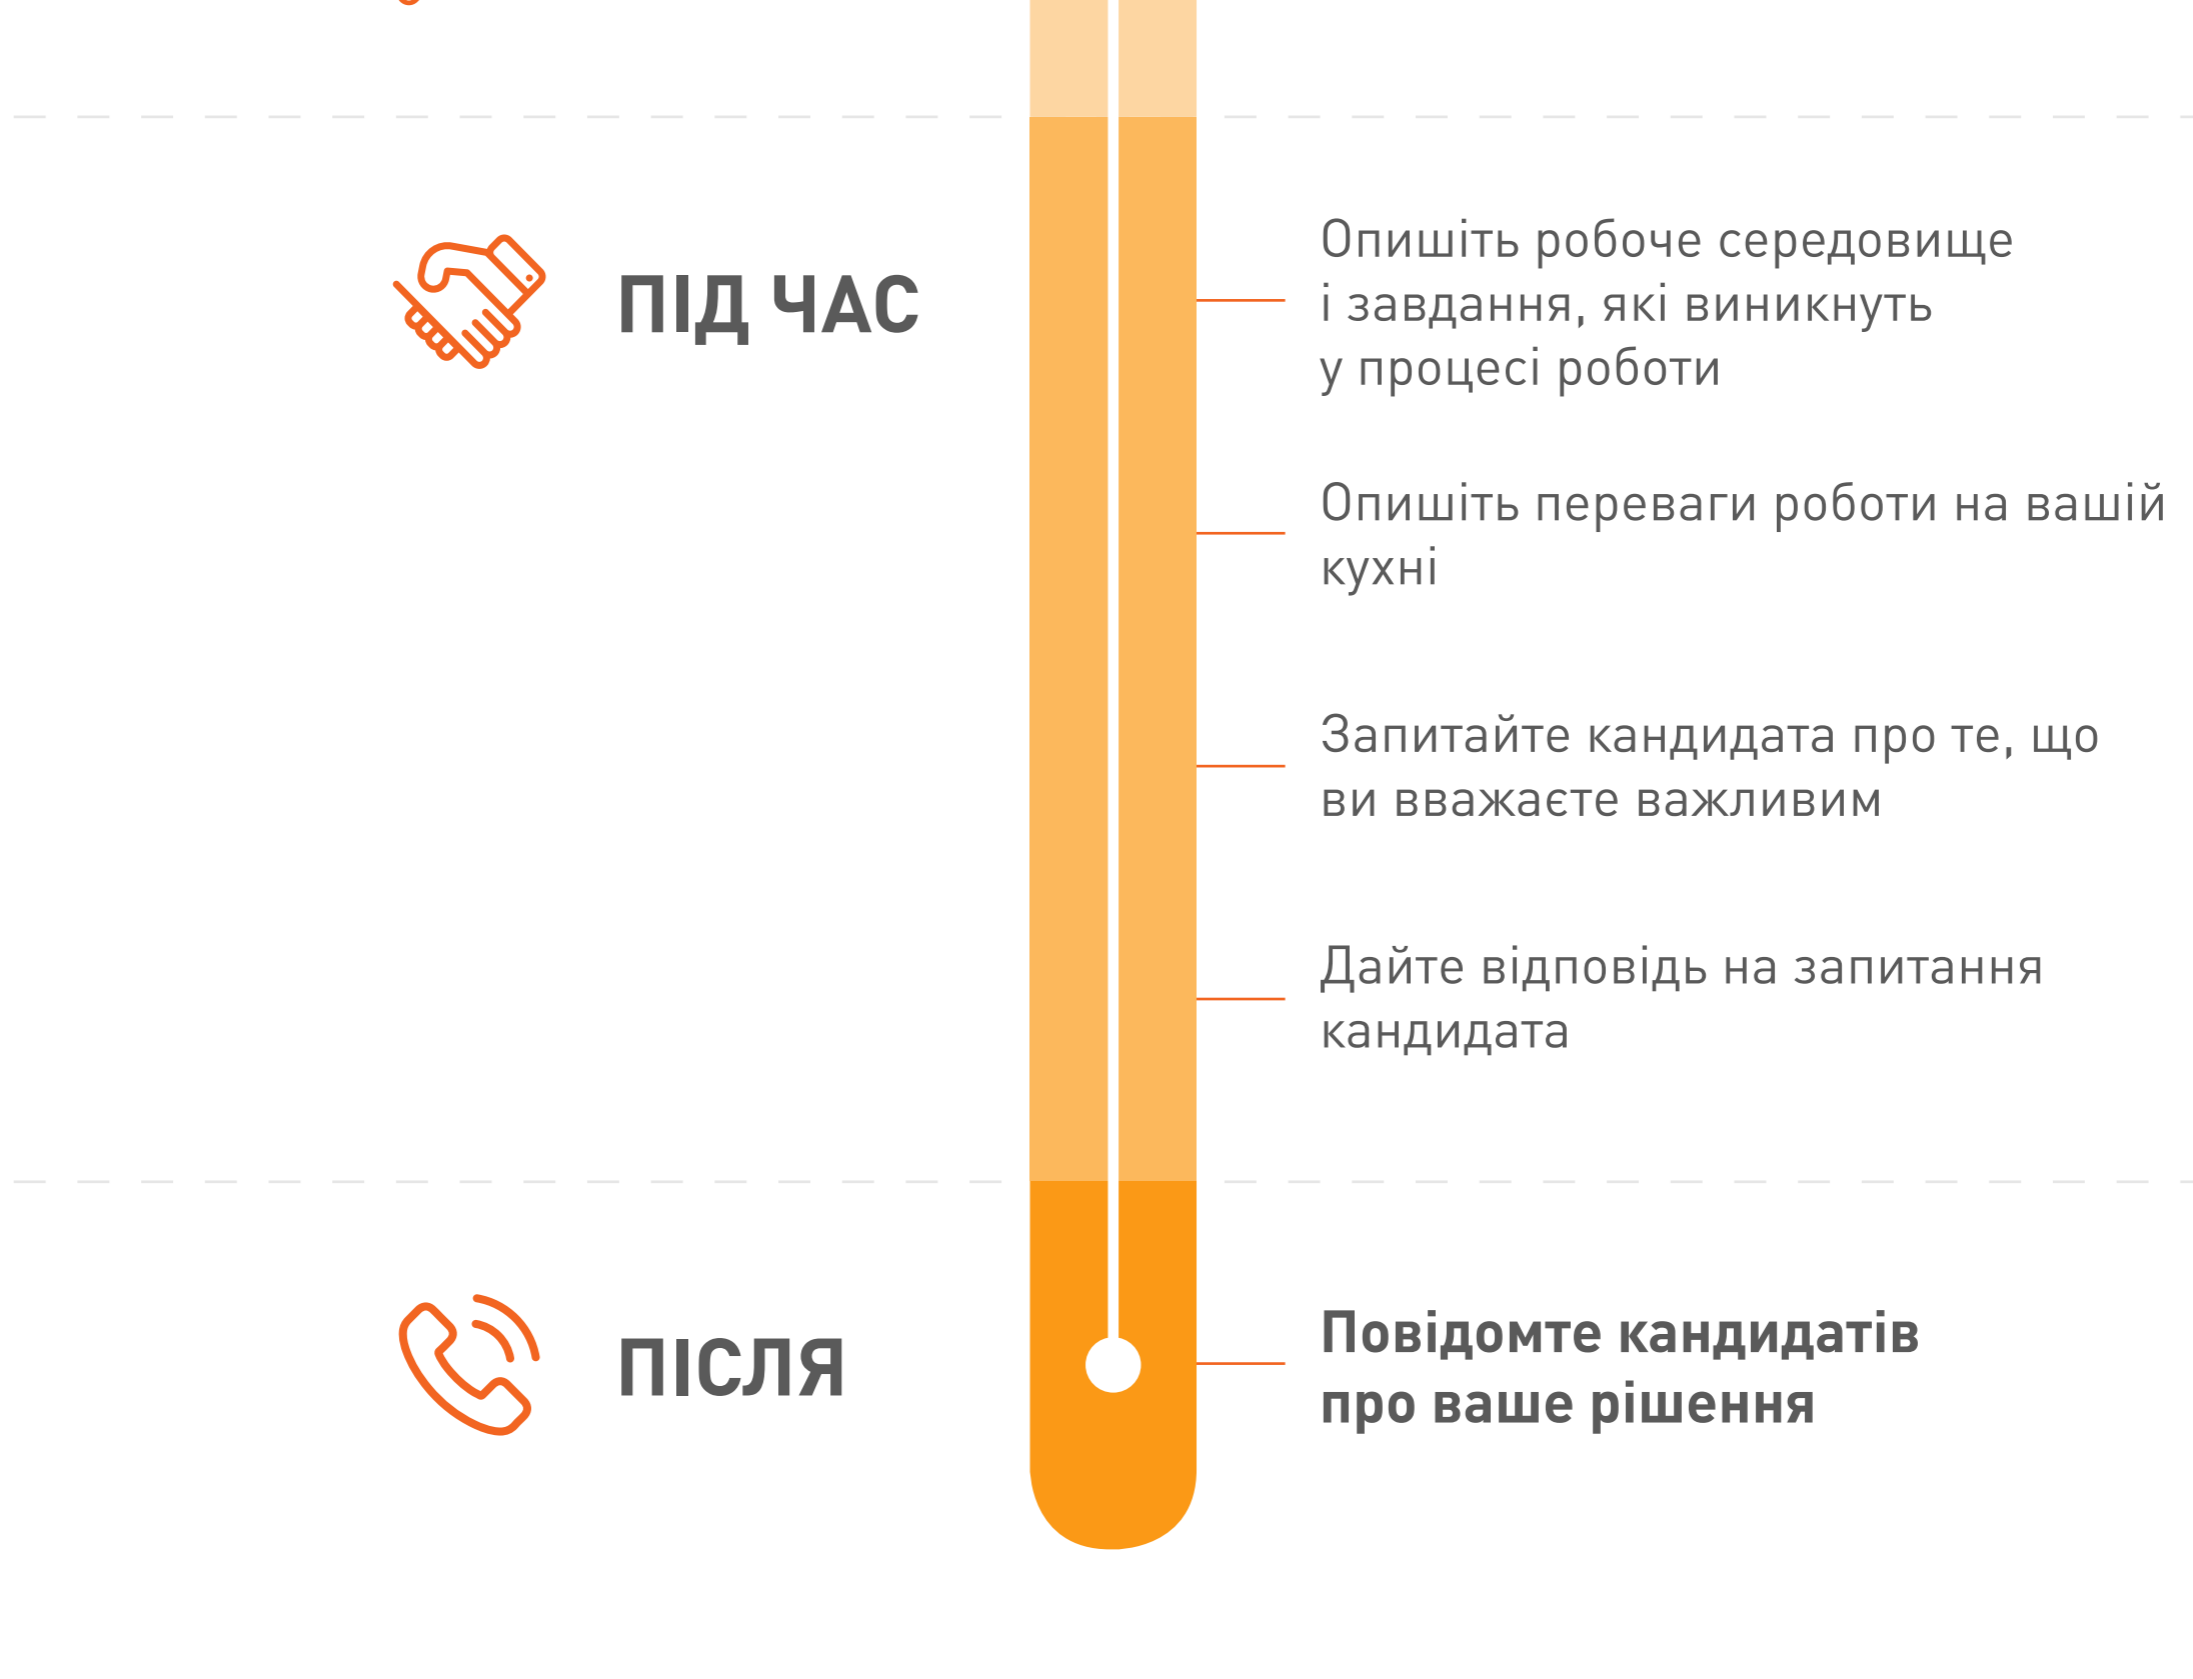 ПІД ЧАС
Опишіть робоче середовище
і завдання, які виникнуть
у процесі роботи
Опишіть переваги роботи на вашій
кухні
Запитайте кандидата про те, що
ви вважаєте важливим
Дайте відповідь на запитання
кандидата
ПІСЛЯ
Повідомте кандидатів
про ваше рішення